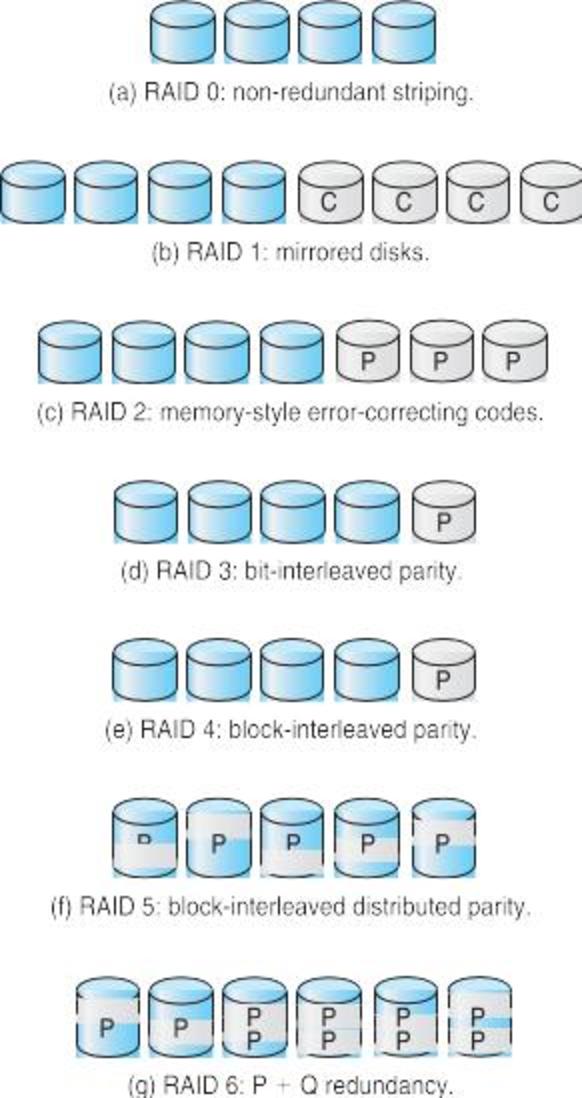 (a) RAID 0: non-redundant striping.
C C C C
(b) RAID 1: mirrored disks.
P P P
(c) RAID 2: memory-style error-correcting codes.
P
(d) RAID 3: bit-interleaved parity.
P
(e) RAID 4: block-interleaved parity.
P P P P P
(f) RAID 5: block-interleaved distributed parity.
P P P P P P
P P P P
(g) RAID 6: P + Q redundancy.